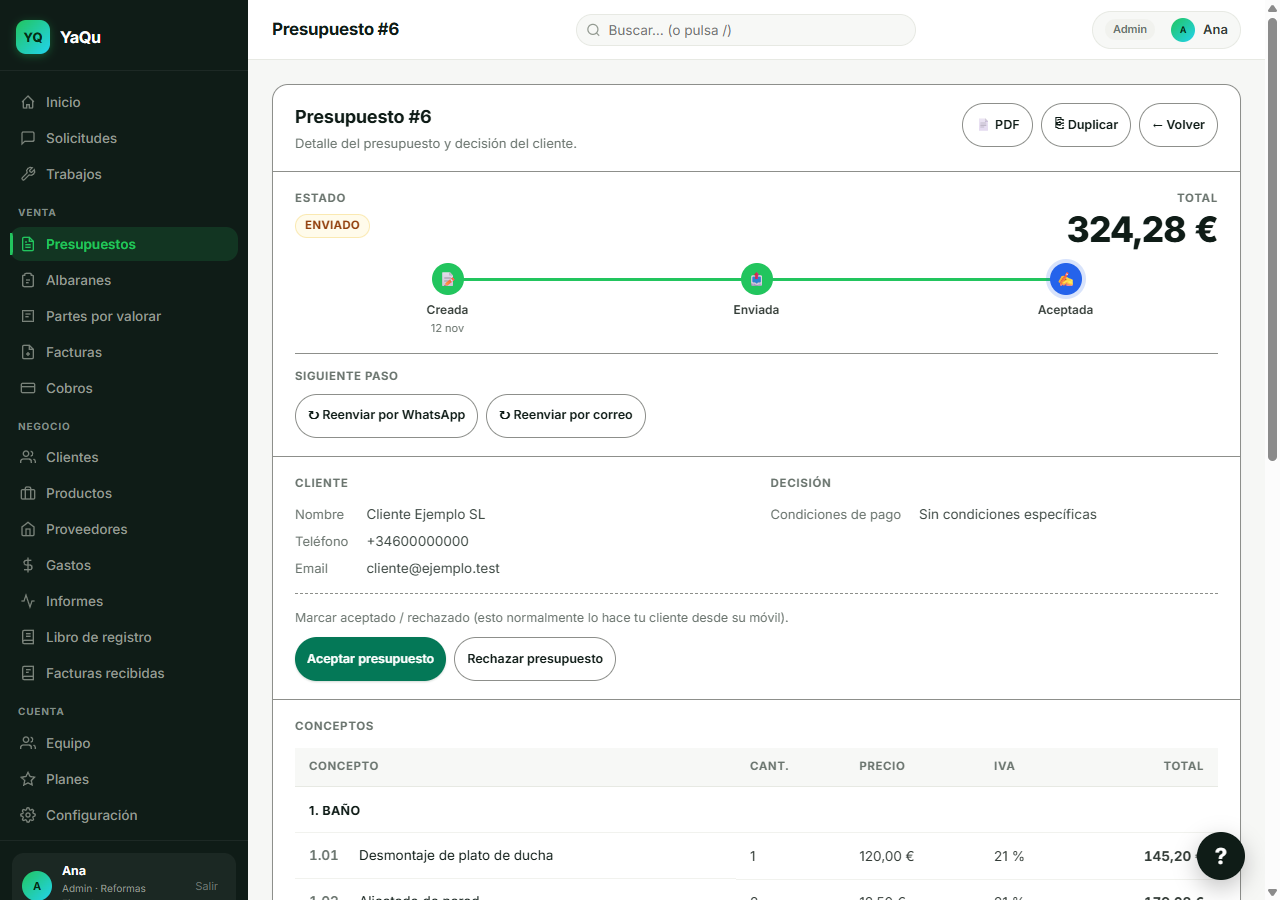 YQ YaQu
Presupuesto #6
Buscar... (o pulsa /)
Admin
A Ana
Inicio
Solicitudes
Trabajos
VENTA
Presupuestos
Albaranes
Partes por valorar
Facturas
Cobros
NEGOCIO
Clientes
Productos
Proveedores
Gastos
Informes
Libro de registro
Facturas recibidas
CUENTA
Equipo
Planes
Configuración
A Ana
Admin · Reformas
Salir
Presupuesto #6
Detalle del presupuesto y decisión del cliente.
PDF
Duplicar
← Volver
ESTADO
ENVIADO
TOTAL
324,28 €
Creada
12 nov
Enviada
Aceptada
SIGUIENTE PASO
↻ Reenviar por WhatsApp
↻ Reenviar por correo
CLIENTE
Nombre Cliente Ejemplo SL
Teléfono +34600000000
Email cliente@ejemplo.test
DECISIÓN
Condiciones de pago Sin condiciones específicas
Marcar aceptado / rechazado (esto normalmente lo hace tu cliente desde su móvil).
Aceptar presupuesto
Rechazar presupuesto
CONCEPTOS
CONCEPTO CANT. PRECIO IVA TOTAL
1. BAÑO
1.01 Desmontaje de plato de ducha 1 120,00 € 21 % 145,20
?